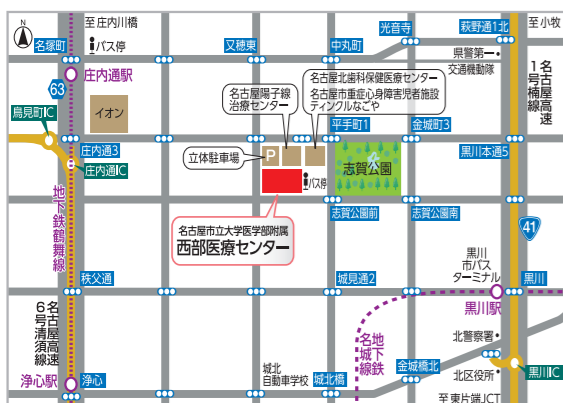 N
至庄内川橋
名塚町
バス停
又穂東
中丸町
光音寺
萩野通1北
至小牧
県警第一
交通機動隊
名古屋高速
1号楠線
庄内通駅
63
鳥見町IC
イオン
名古屋陽子線
治療センター
名古屋北歯科保健医療センター
名古屋市重症心身障害児者施設
ティンクルなごや
平手町1
金城町3
庄内通3
庄内通IC
立体駐車場
P
バス停
志賀公園
黒川本通5
地下鉄鶴舞線
名古屋市立大学医学部附属
西部医療センター
志賀公園前
志賀公園南
41
秩父通
城見通2
黒川
市バス
ターミナル
黒川
黒川駅
名古屋高速
6号清須線
地下鉄
名城線
北警察署
金城橋北
浄心駅
浄心
城北
自動車学校
城北橋
北区役所
黒川IC
至東片端JCT